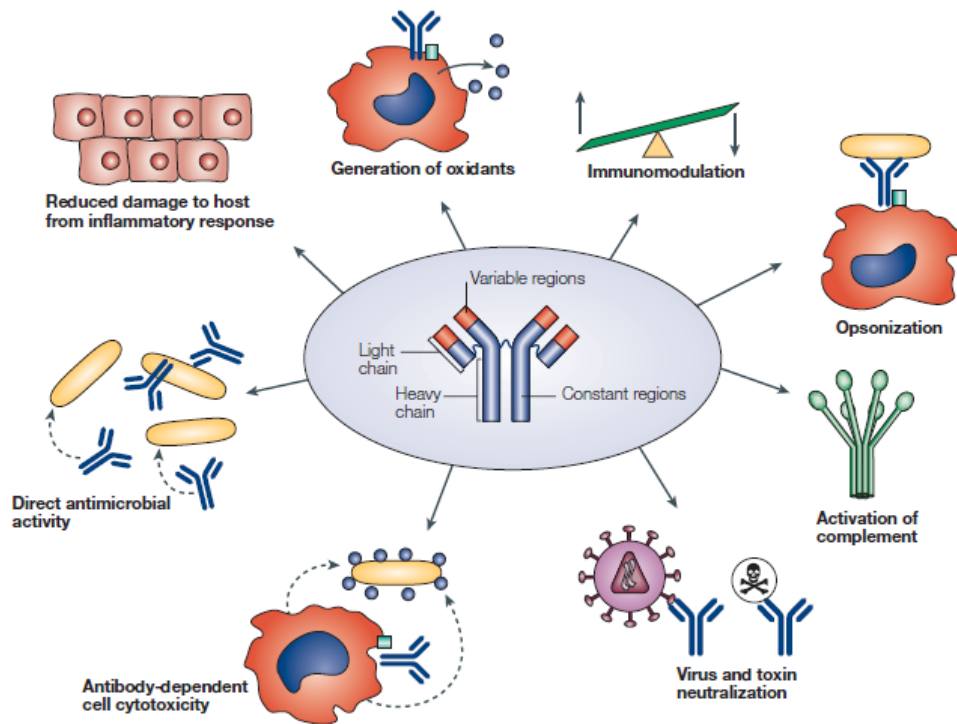 Generation of oxidants
Immunomodulation
Reduced damage to host
from inflammatory response
Opsonization
Variable regions
Light
chain
Heavy
chain
Constant regions
Direct antimicrobial
activity
Activation of
complement
Virus and toxin
neutralization
Antibody-dependent
cell cytotoxicity